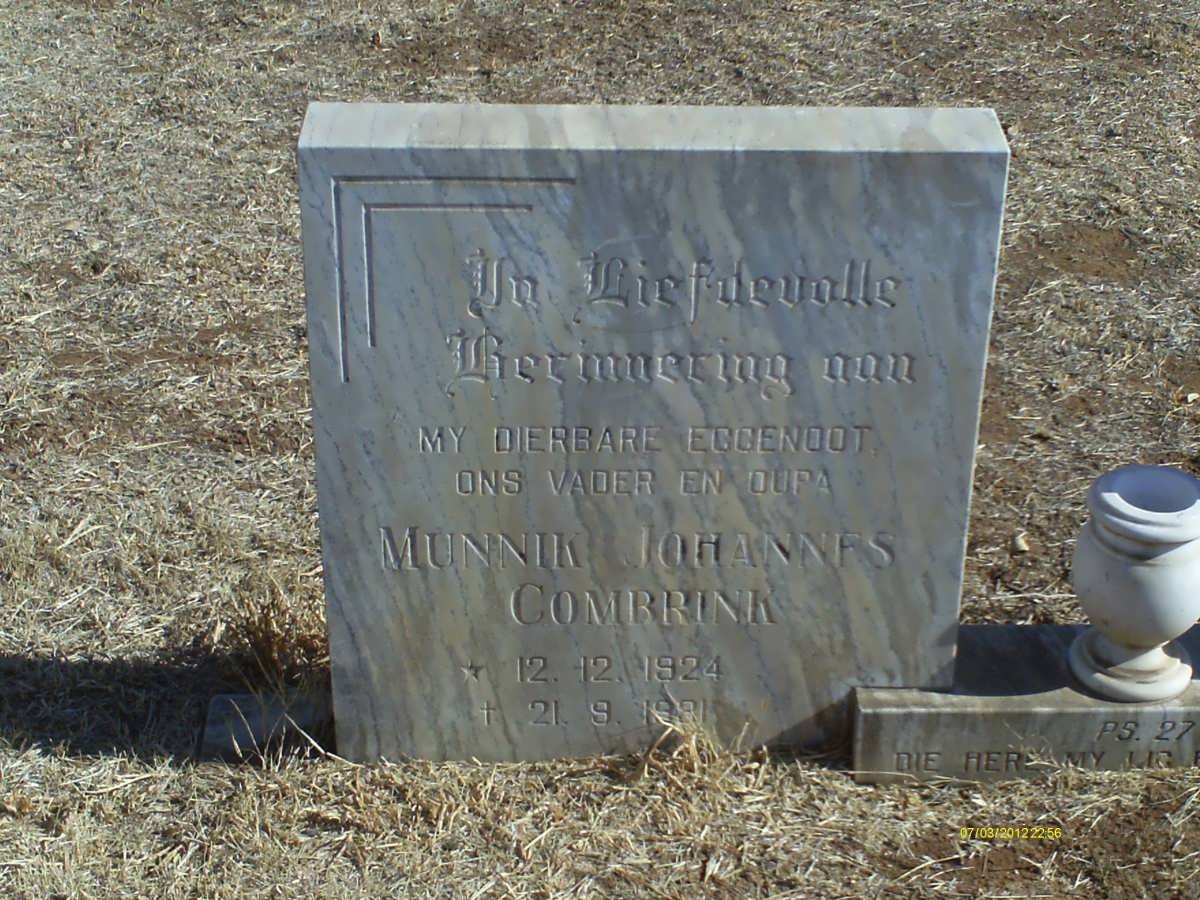 In Liefdevolle
Herinnering aan
MY DIERBARE EGGENOOT,
ONS VADER EN OUPA
MUNNIK JOHANNES
COMBRINK
* 12. 12. 1924
† 21. 9. 1981
PS. 27
DIE HERE MY LIG
07/03/2012 22:56